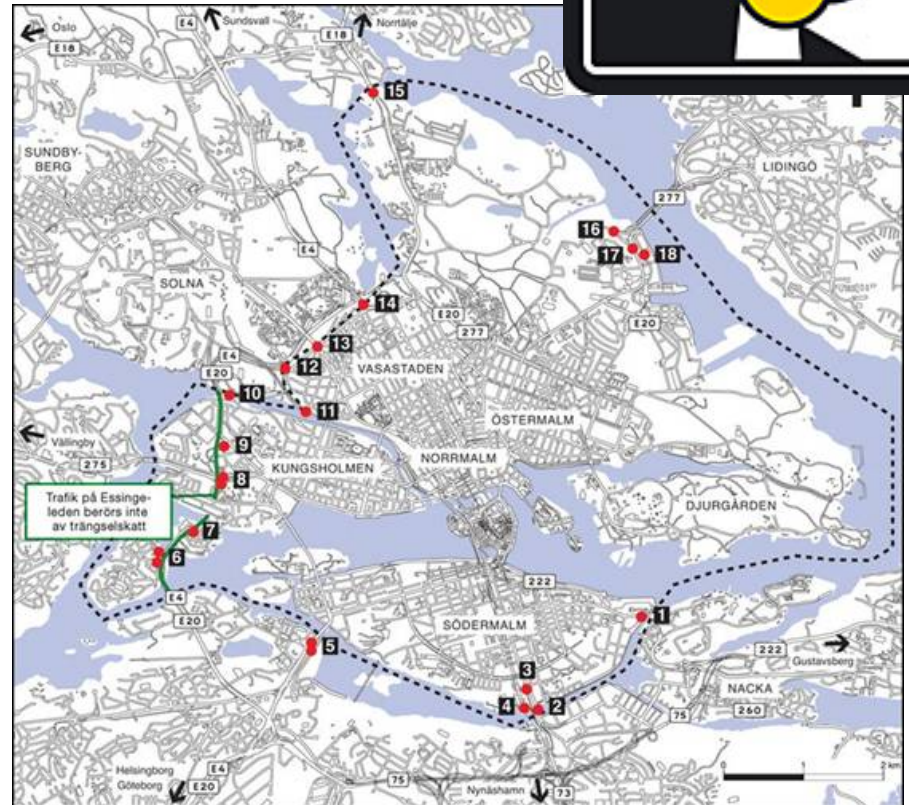 E4
Sundsvall
E18
Norrtälje
Oslo
E18
15
SUNDBY-
BERG
LIDINGÖ
277
16
17
18
E4
SOLNA
14
E20
277
E20
13
12
VASASTADEN
E4
E20
10
11
ÖSTERMALM
Vällingby
9
NORRMALM
275
KUNGSHOLMEN
8
Trafik på Essinge-
leden berörs inte
av trängselskatt
DJURGÅRDEN
7
6
222
E4
E20
1
SÖDERMALM
5
222
Gustavsberg
3
NACKA
4
2
75
260
Helsingborg
Göteborg
E4
E20
75
Nynäshamn
73
0
1
2 km